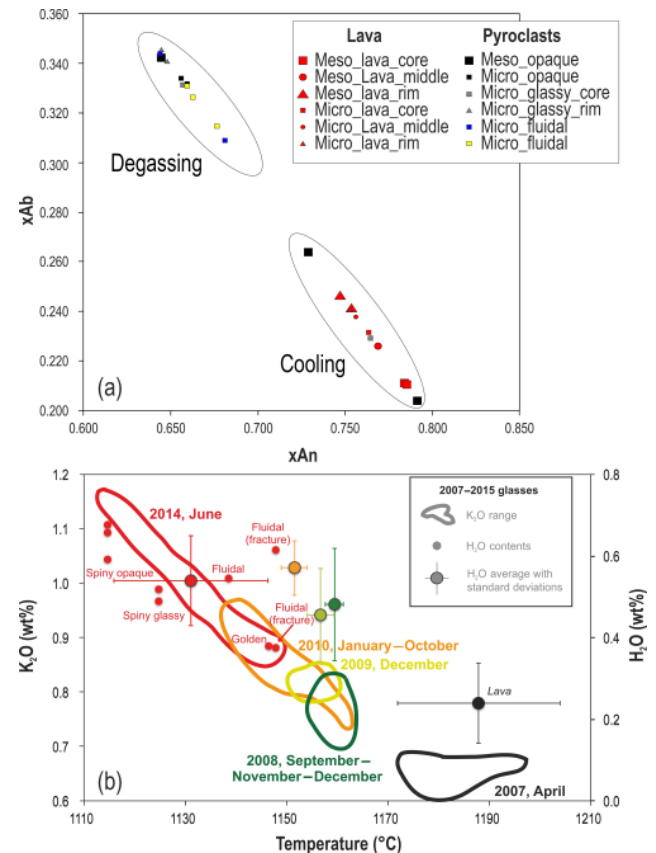 (a)
0.360
0.340
0.320
0.300
0.280
0.260
0.240
0.220
0.200
xAb
0.600
0.650
0.700
0.750
0.800
0.850
xAn
Degassing
Cooling
Lava
Meso_lava_core
Meso_Lava_middle
Meso_lava_rim
Micro_lava_core
Micro_Lava_middle
Micro_lava_rim
Pyroclasts
Meso_opaque
Micro_opaque
Micro_glassy_core
Micro_glassy_rim
Micro_fluidal
Micro_fluidal
(b)
1.2
1.1
1.0
0.9
0.8
0.7
0.6
K₂O (wt%)
0.8
0.6
0.4
0.2
0.0
H₂O (wt%)
1110
1130
1150
1170
1190
1210
Temperature (°C)
2014, June
Fluidal
(fracture)
Spiny opaque
Fluidal
Spiny glassy
Fluidal
(fracture)
Golden
2010, January–October
2009, December
2008, September–
November–December
Lava
2007, April
2007–2015 glasses
K₂O range
H₂O contents
H₂O average with
standard deviations